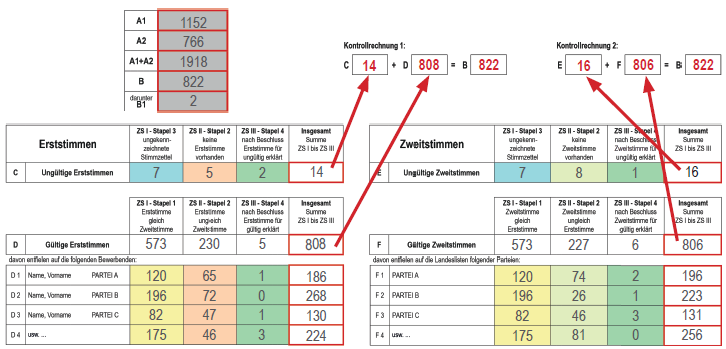 A1 1152
A2 766
A1+A2 1918
B 822
darunter B1 2
Kontrollrechnung 1:
C 14 + D 808 = B 822
Kontrollrechnung 2:
E 16 + F 806 = B 822
Erststimmen
ZS I - Stapel 3 ungekenn- zeichnete Stimmzettel
ZS II - Stapel 2 keine Erststimme vorhanden
ZS III - Stapel 4 nach Beschluss Erststimme für ungültig erklärt
Insgesamt Summe ZS I bis ZS III
C Ungültige Erststimmen 7 5 2 14
ZS I - Stapel 1 Erststimme gleich Zweitstimme
ZS II - Stapel 2 Erststimme ungleich Zweitstimme
ZS III - Stapel 4 nach Beschluss Erststimme für gültig erklärt
Insgesamt Summe ZS I bis ZS III
D Gültige Erststimmen 573 230 5 808
davon entfielen auf die folgenden Bewerbenden:
D 1 Name, Vorname PARTEI A 120 65 1 186
D 2 Name, Vorname PARTEI B 196 72 0 268
D 3 Name, Vorname PARTEI C 82 47 1 130
D 4 usw. ... 175 46 3 224
Zweitstimmen
ZS I - Stapel 3 ungekenn- zeichnete Stimmzettel
ZS II - Stapel 2 keine Zweitstimme vorhanden
ZS III - Stapel 4 nach Beschluss Zweitstimme für ungültig erklärt
Insgesamt Summe ZS I bis ZS III
E Ungültige Zweitstimmen 7 8 1 16
ZS I - Stapel 1 Zweitstimme gleich Erststimme
ZS II - Stapel 2 Zweitstimme ungleich Erststimme
ZS III - Stapel 4 nach Beschluss Zweitstimme für gültig erklärt
Insgesamt Summe ZS I bis ZS III
F Gültige Zweitstimmen 573 227 6 806
davon entfielen auf die Landeslisten folgender Parteien:
F 1 PARTEI A 120 74 2 196
F 2 PARTEI B 196 26 1 223
F 3 PARTEI C 82 46 3 131
F 4 usw. ... 175 81 0 256